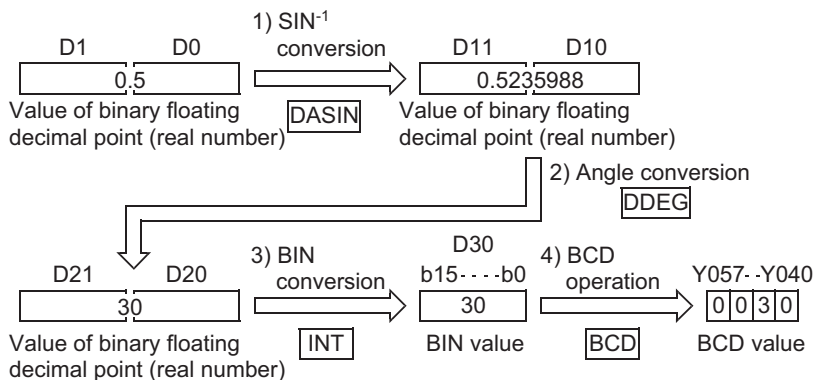 1) SIN-1
conversion
D1 D0
D11 D10
0.5
0.5235988
DASIN
Value of binary floating
decimal point (real number)
Value of binary floating
decimal point (real number)
2) Angle conversion
DDEG
D21 D20
3) BIN
conversion
D30
b15----b0
4) BCD
operation
Y057--Y040
30
30
0 0 3 0
INT
BCD
Value of binary floating
decimal point (real number)
BIN value
BCD value